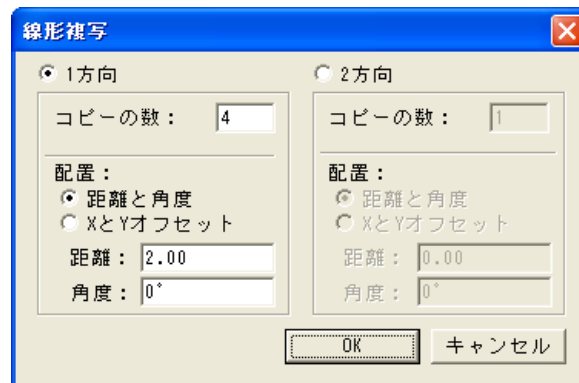 線形複写
1方向
コピーの数： 4
配置：
距離と角度
XとYオフセット
距離： 2.00
角度： 0°
2方向
コピーの数： 1
配置：
距離と角度
XとYオフセット
距離： 0.00
角度： 0°
OK
キャンセル